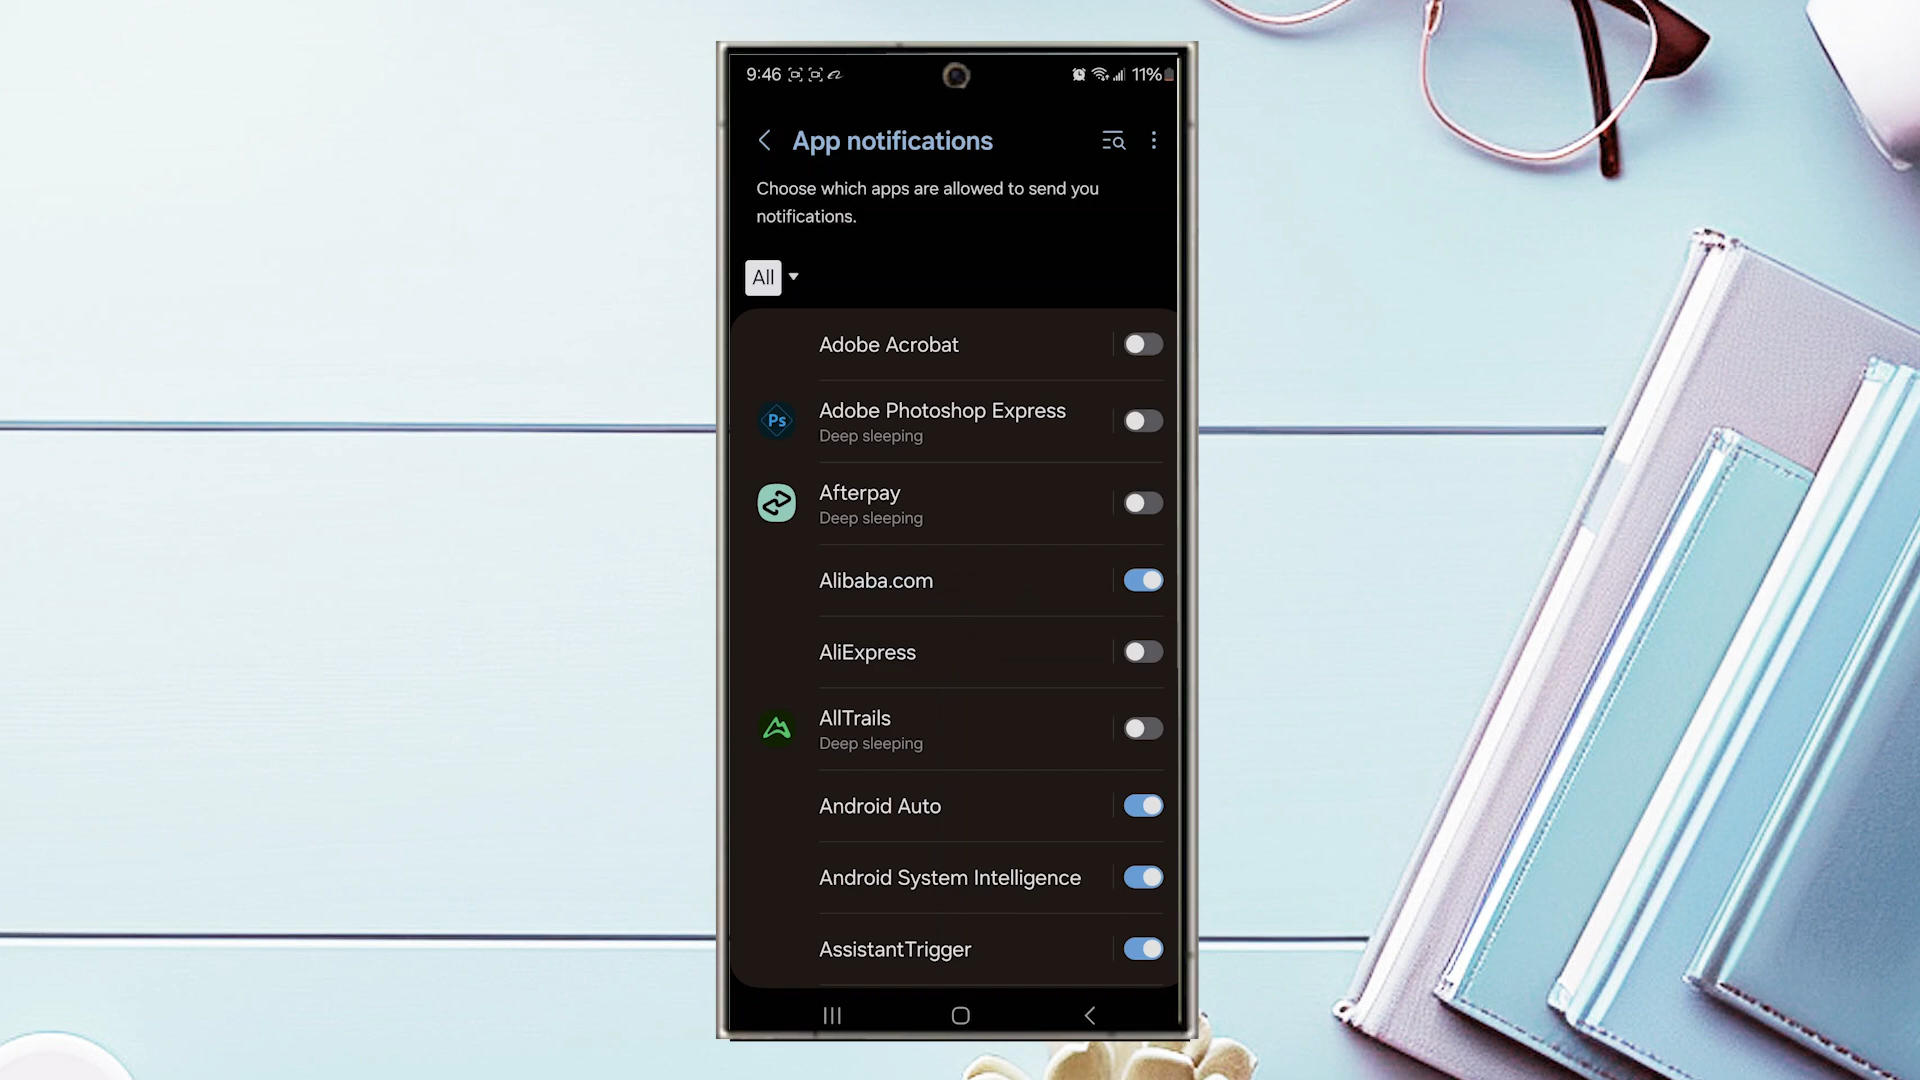 9:46
11%
App notifications
Choose which apps are allowed to send you
notifications.
All
Adobe Acrobat
Ps
Adobe Photoshop Express
Deep sleeping
Afterpay
Deep sleeping
Alibaba.com
AliExpress
AllTrails
Deep sleeping
Android Auto
Android System Intelligence
AssistantTrigger